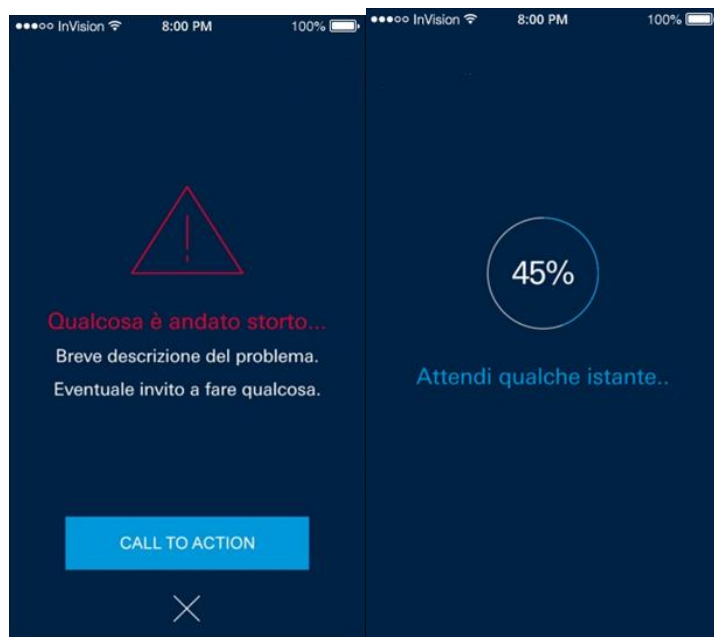 ●●●○○ InVision 8:00 PM 100%
Qualcosa è andato storto...
Breve descrizione del problema.
Eventuale invito a fare qualcosa.
CALL TO ACTION
●●●○○ InVision 8:00 PM 100%
45%
Attendi qualche istante..